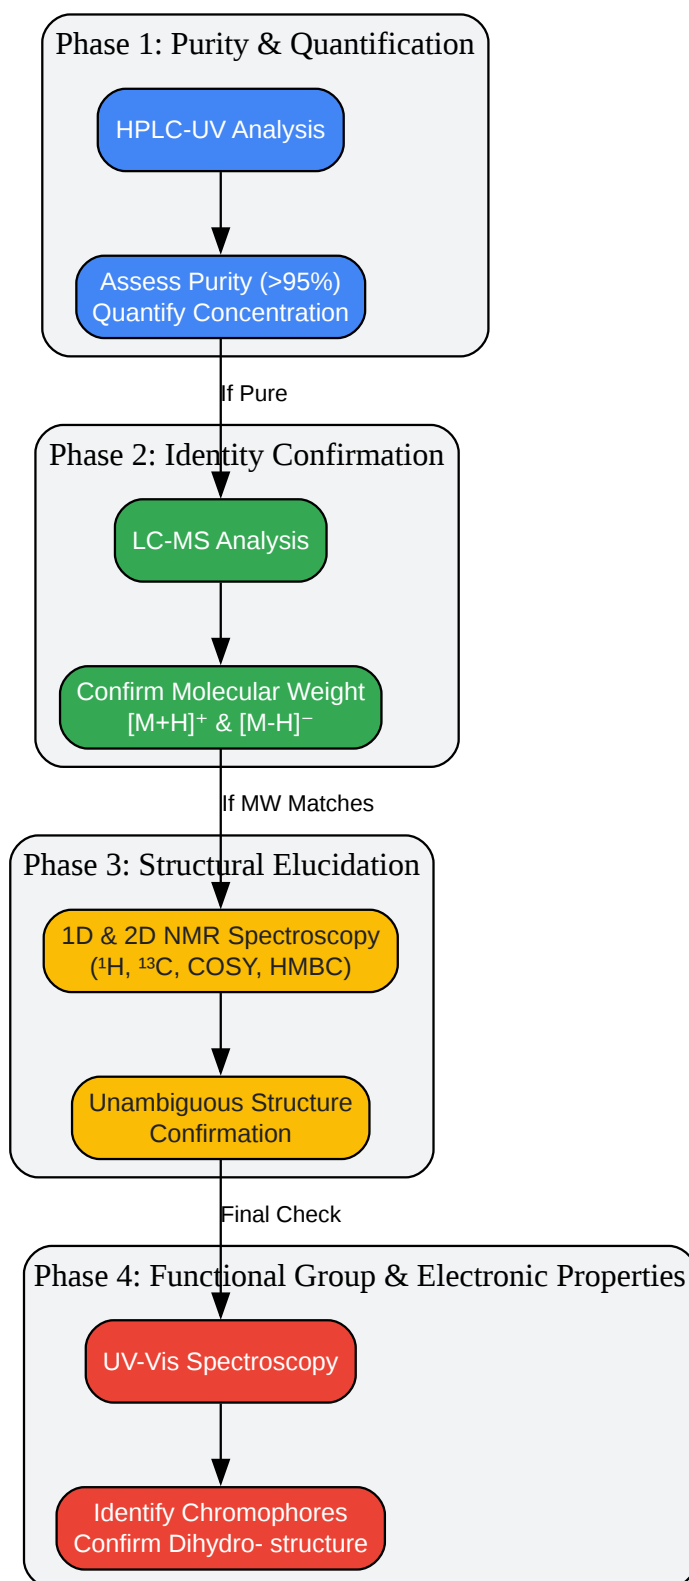 Phase 1: Purity & Quantification
HPLC-UV Analysis
Assess Purity (>95%)
Quantify Concentration
If Pure
Phase 2: Identity Confirmation
LC-MS Analysis
Confirm Molecular Weight
[M+H]⁺ & [M-H]⁻
If MW Matches
Phase 3: Structural Elucidation
1D & 2D NMR Spectroscopy
(¹H, ¹³C, COSY, HMBC)
Unambiguous Structure
Confirmation
Final Check
Phase 4: Functional Group & Electronic Properties
UV-Vis Spectroscopy
Identify Chromophores
Confirm Dihydro- structure